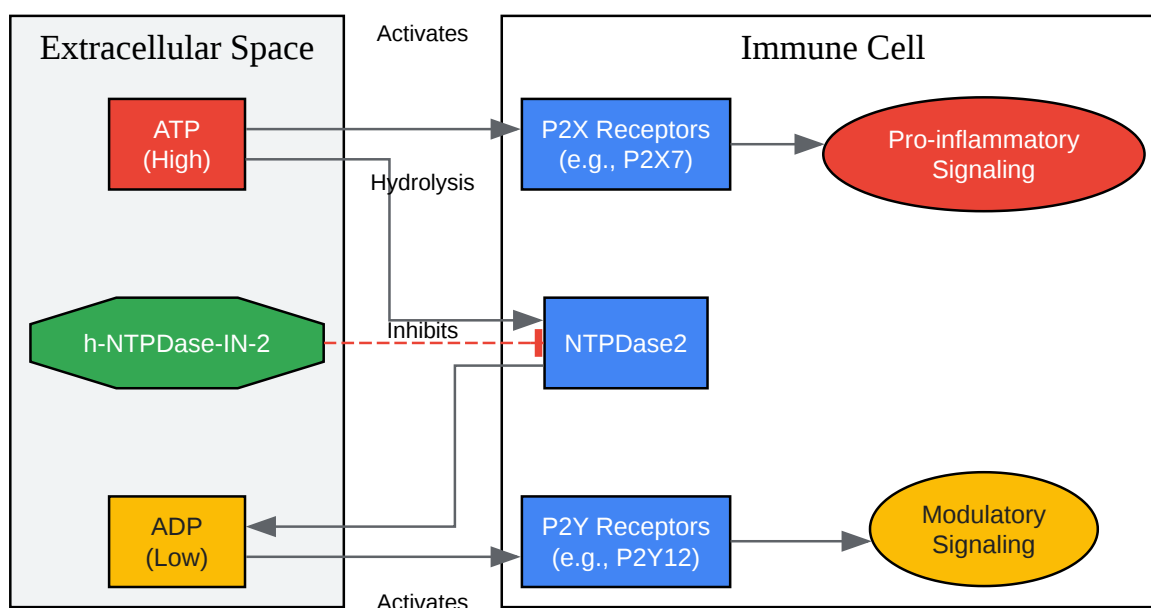 Activates
Extracellular Space
Immune Cell
ATP
(High)
P2X Receptors
(e.g., P2X7)
Pro-inflammatory
Signaling
Hydrolysis
h-NTPDase-IN-2
Inhibits
NTPDase2
ADP
(Low)
P2Y Receptors
(e.g., P2Y12)
Modulatory
Signaling
Activates